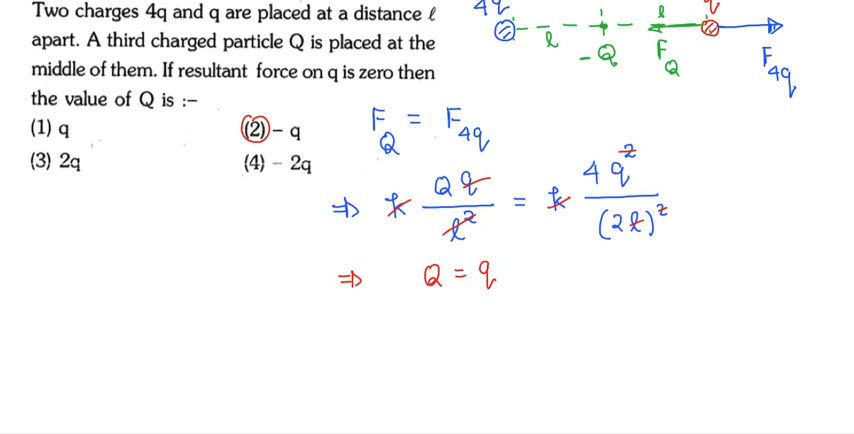 Two charges 4q and q are placed at a distance ℓ
apart. A third charged particle Q is placed at the
middle of them. If resultant force on q is zero then
the value of Q is :–
(1) q (2) – q
(3) 2q (4) – 2q
4q q
ℓ ℓ
- Q F_Q F_4q
F_Q = F_4q
⇒ k Qq/ℓ² = k 4q²/(2ℓ)²
⇒ Q = q